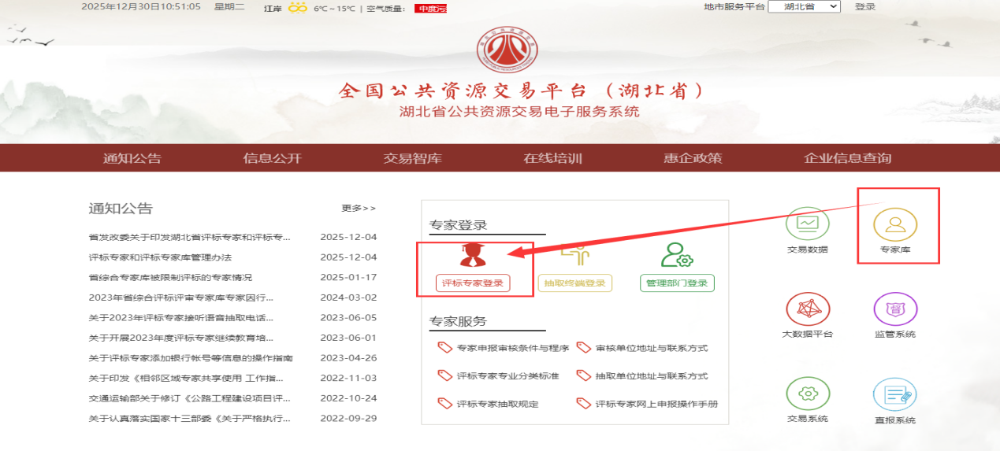 2025年12月30日10:51:05 星期二 江岸 6℃~15℃ | 空气质量: 中度污
地市服务平台 湖北省 登录
全国公共资源交易平台（湖北省）
湖北省公共资源交易电子服务系统
通知公告 信息公开 交易智库 在线培训 惠企政策 企业信息查询
通知公告 更多>>
省发改委关于印发湖北省评标专家和评标专... 2025-12-04
评标专家和评标专家库管理办法 2025-12-04
省综合专家库被限制评标的专家情况 2025-01-17
2023年省综合评标评审专家库专家因行... 2024-03-02
关于2023年评标专家接听语音抽取电话... 2023-06-05
关于开展2023年度评标专家继续教育培... 2023-06-01
关于评标专家添加银行帐号等信息的操作指南 2023-04-26
关于印发《相邻区域专家共享使用 工作指... 2022-11-03
交通运输部关于修订《公路工程建设项目评... 2022-10-24
关于认真落实国家十三部委《关于严格执行... 2022-09-29
专家登录
评标专家登录 抽取终端登录 管理部门登录
专家服务
专家申报审核条件与程序 审核单位地址与联系方式
评标专家专业分类标准 抽取单位地址与联系方式
评标专家抽取规定 评标专家网上申报操作手册
交易数据 专家库
大数据平台 监管系统
交易系统 直报系统